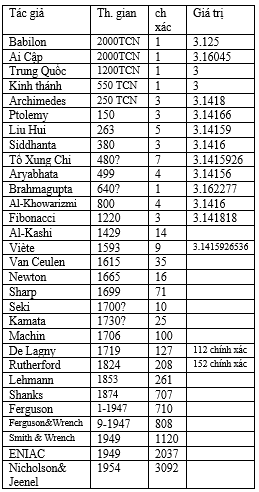 Tác giả Th. gian ch xác Giá trị
Babilon 2000TCN 1 3.125
Ai Cập 2000TCN 1 3.16045
Trung Quốc 1200TCN 1 3
Kinh thánh 550 TCN 1 3
Archimedes 250 TCN 3 3.1418
Ptolemy 150 3 3.14166
Liu Hui 263 5 3.14159
Siddhanta 380 3 3.1416
Tô Xung Chi 480? 7 3.1415926
Aryabhata 499 4 3.14156
Brahmagupta 640? 1 3.162277
Al-Khowarizmi 800 4 3.1416
Fibonacci 1220 3 3.141818
Al-Kashi 1429 14
Viète 1593 9 3.1415926536
Van Ceulen 1615 35
Newton 1665 16
Sharp 1699 71
Seki 1700? 10
Kamata 1730? 25
Machin 1706 100
De Lagny 1719 127 112 chính xác
Rutherford 1824 208 152 chính xác
Lehmann 1853 261
Shanks 1874 707
Ferguson 1-1947 710
Ferguson&Wrench 9-1947 808
Smith & Wrench 1949 1120
ENIAC 1949 2037
Nicholson& 1954 3092
Jeenel